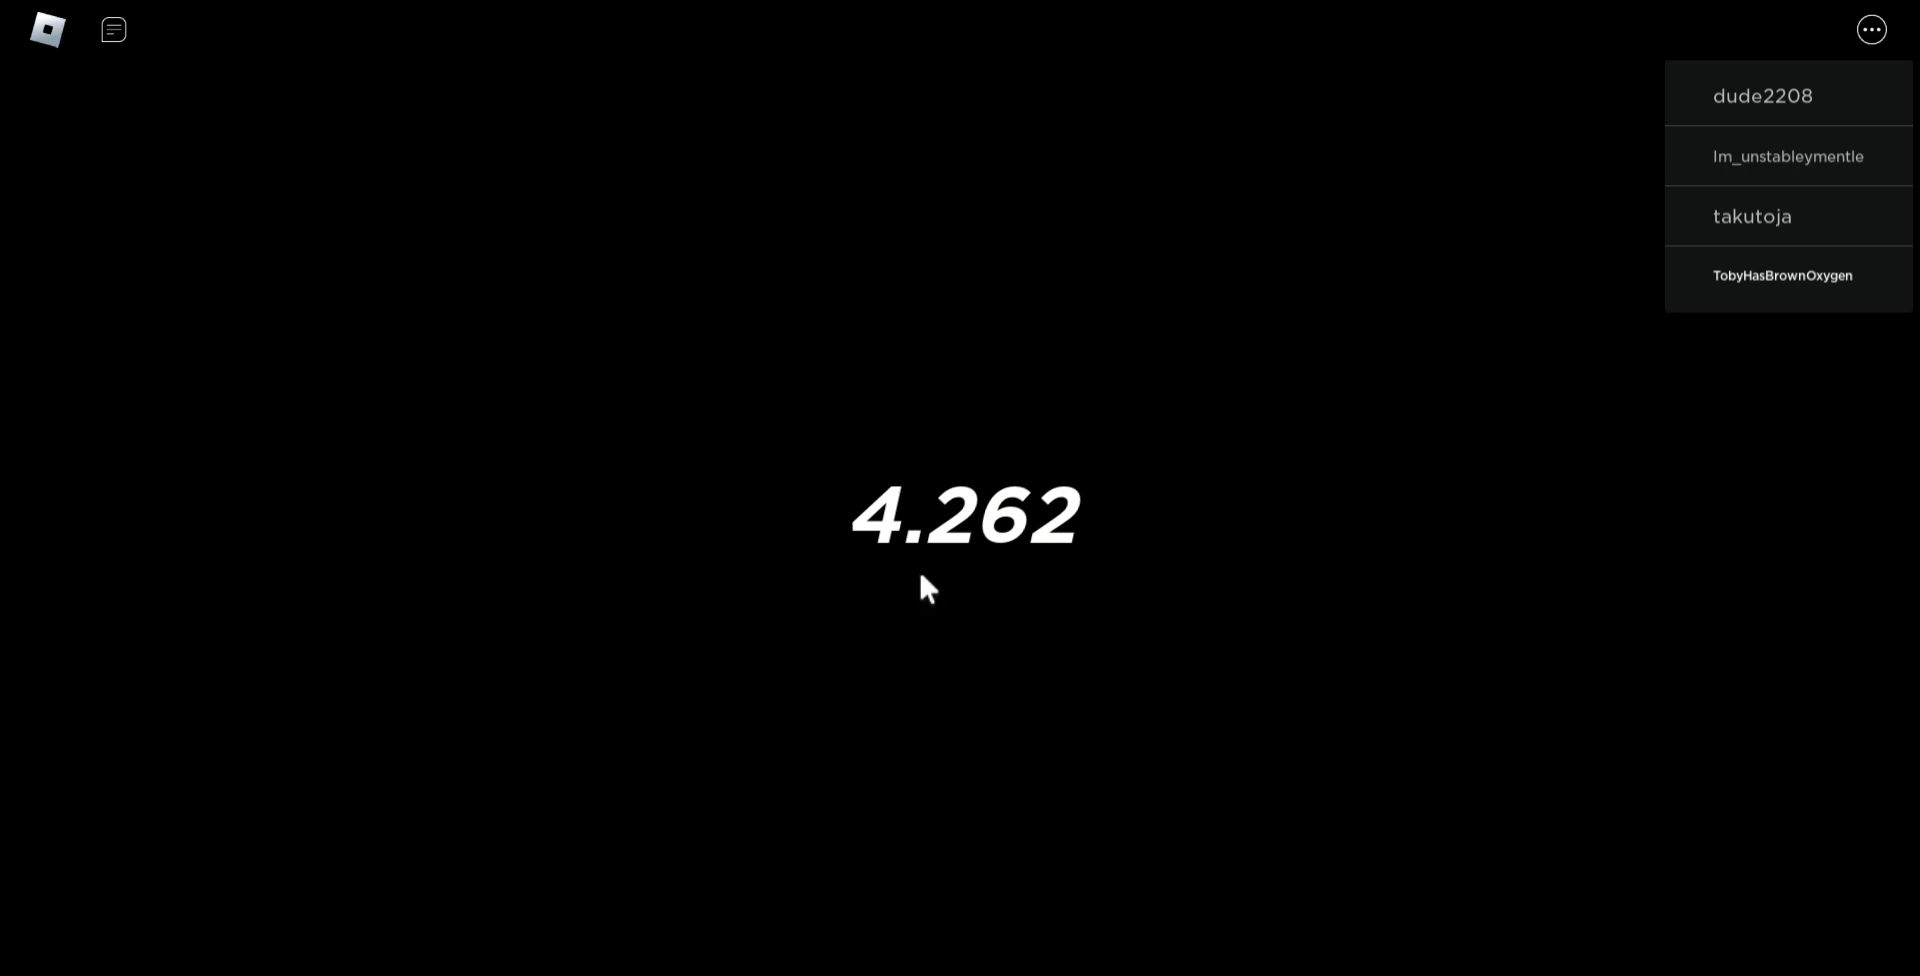 dude2208
Im_unstableymentle
takutoja
TobyHasBrownOxygen
4.262